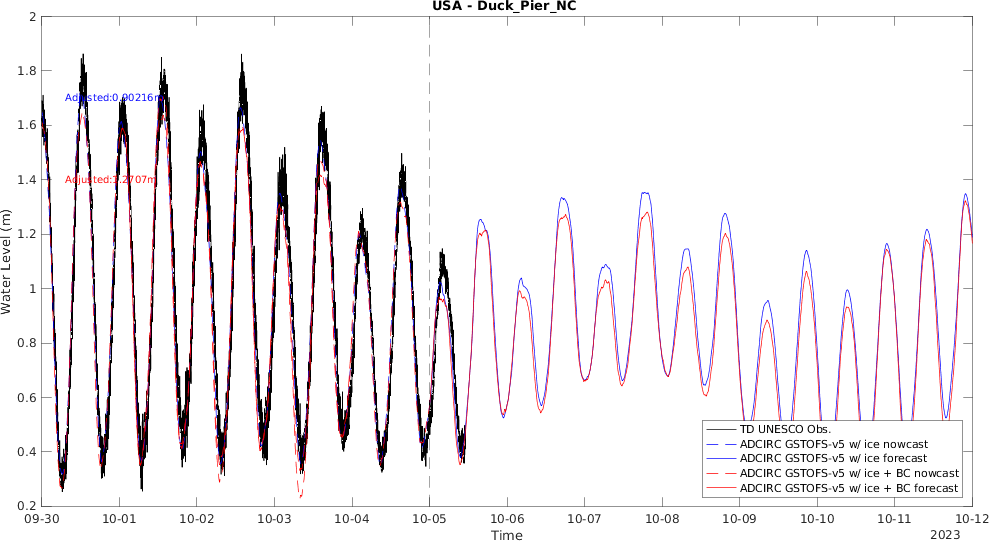 USA - Duck_Pier_NC
2
1.8
1.6
1.4
1.2
1
0.8
0.6
0.4
0.2
Water Level (m)
Adjusted:0.90216m
Adjusted:1.2707m
TD UNESCO Obs.
ADCIRC GSTOFS-v5 w/ ice nowcast
ADCIRC GSTOFS-v5 w/ ice forecast
ADCIRC GSTOFS-v5 w/ ice + BC nowcast
ADCIRC GSTOFS-v5 w/ ice + BC forecast
09-30 10-01 10-02 10-03 10-04 10-05 10-06 10-07 10-08 10-09 10-10 10-11 10-12
Time
2023